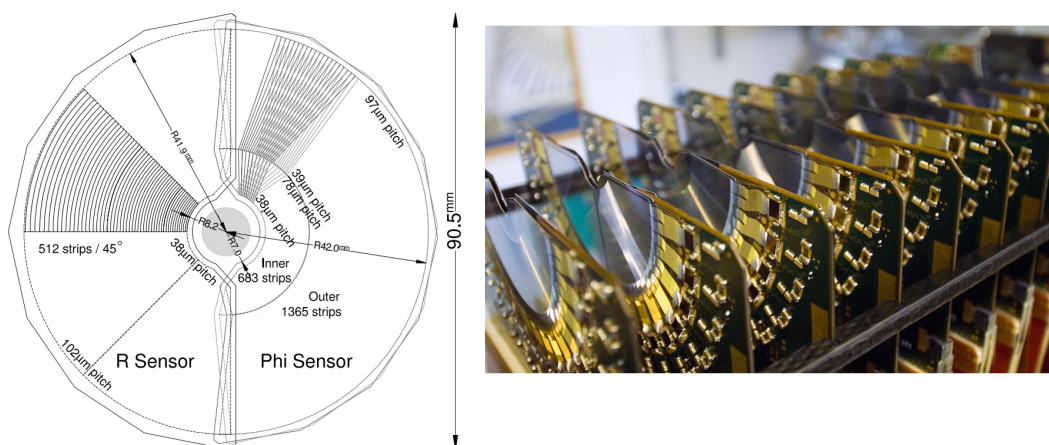 R41.9mm
97µm pitch
39µm pitch
78µm pitch
38µm pitch
R8.2
R7.0
R42.0mm
90.5mm
512 strips / 45°
38µm pitch
Inner
683 strips
Outer
1365 strips
102µm pitch
R Sensor
Phi Sensor